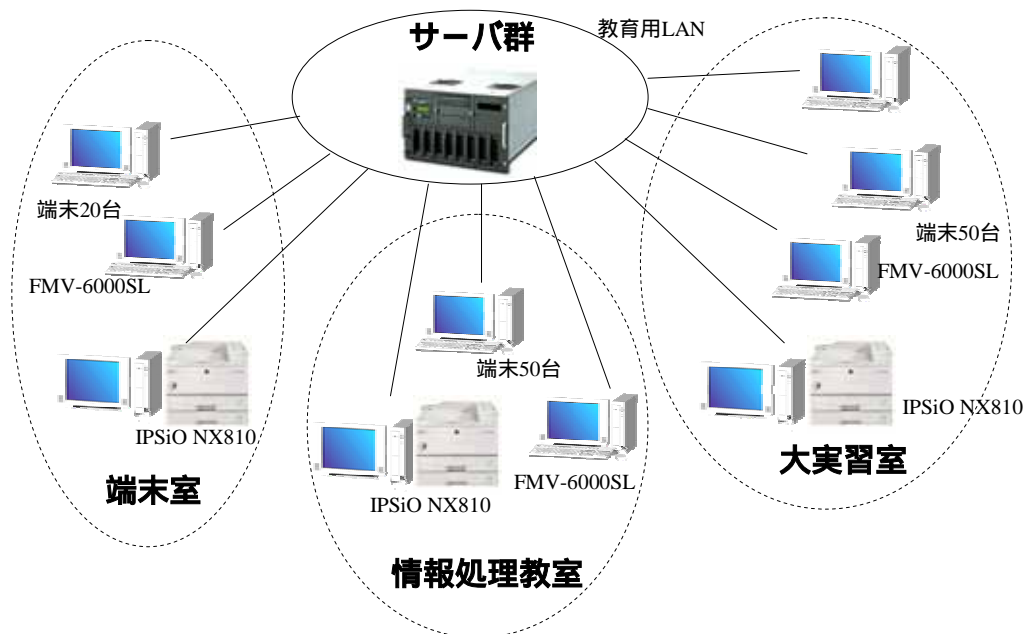 サーバ群
教育用LAN
端末20台
FMV-6000SL
IPSiO NX810
端末室
端末50台
IPSiO NX810
FMV-6000SL
情報処理教室
端末50台
FMV-6000SL
IPSiO NX810
大実習室